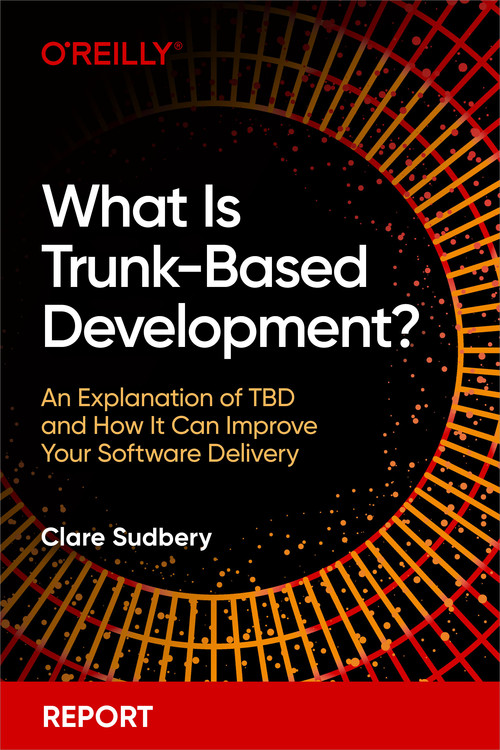 O'REILLY®
What Is
Trunk-Based
Development?
An Explanation of TBD
and How It Can Improve
Your Software Delivery
Clare Sudbery
REPORT